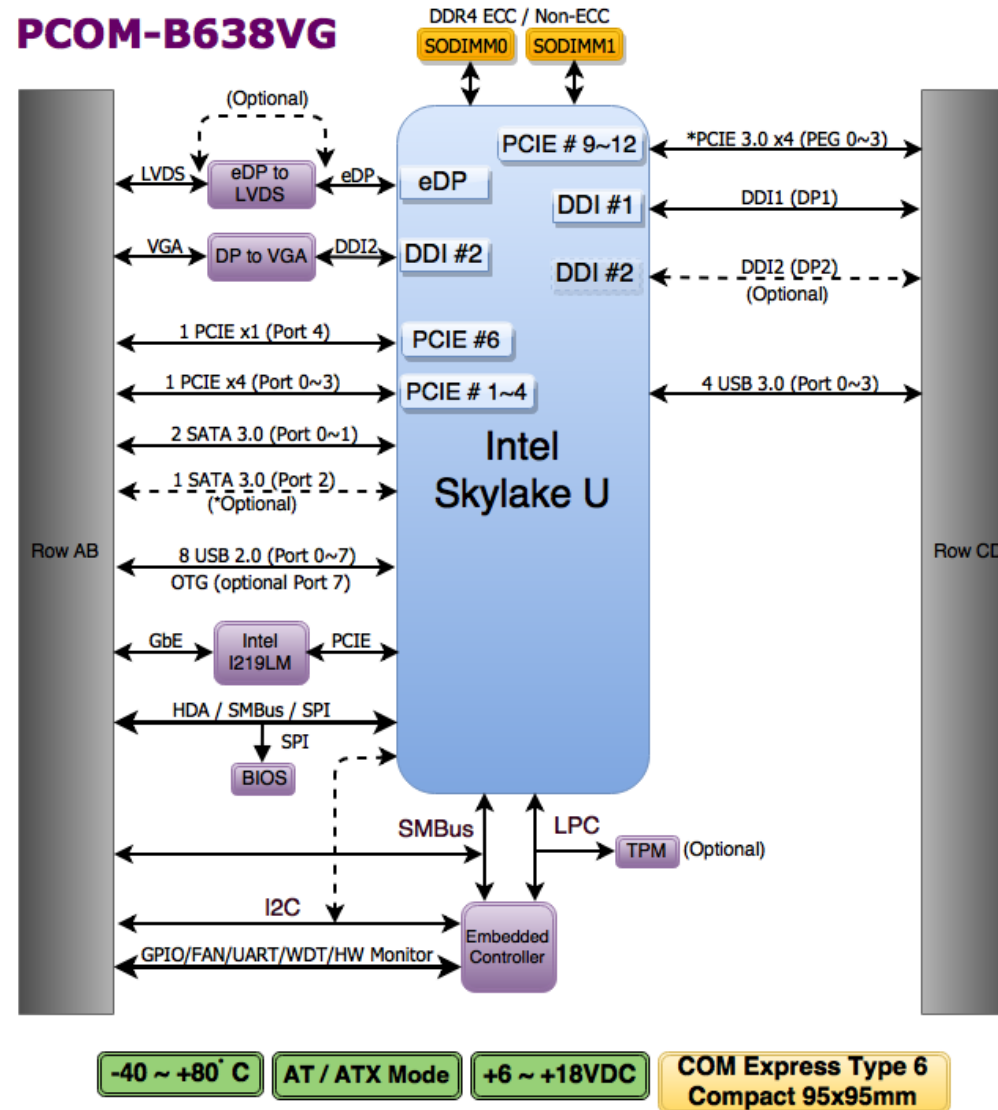 PCOM-B638VG
DDR4 ECC / Non-ECC
SODIMM0
SODIMM1
(Optional)
PCIE # 9~12
*PCIE 3.0 x4 (PEG 0~3)
LVDS
eDP to
LVDS
eDP
eDP
DDI #1
DDI1 (DP1)
VGA
DP to VGA
DDI2
DDI #2
DDI #2
DDI2 (DP2)
(Optional)
1 PCIE x1 (Port 4)
PCIE #6
1 PCIE x4 (Port 0~3)
PCIE # 1~4
4 USB 3.0 (Port 0~3)
2 SATA 3.0 (Port 0~1)
Intel
Skylake U
1 SATA 3.0 (Port 2)
(*Optional)
Row AB
Row CD
8 USB 2.0 (Port 0~7)
OTG (optional Port 7)
GbE
Intel
I219LM
PCIE
HDA / SMBus / SPI
SPI
BIOS
SMBus
LPC
TPM
(Optional)
I2C
Embedded
Controller
GPIO/FAN/UART/WDT/HW Monitor
-40 ~ +80° C
AT / ATX Mode
+6 ~ +18VDC
COM Express Type 6
Compact 95x95mm